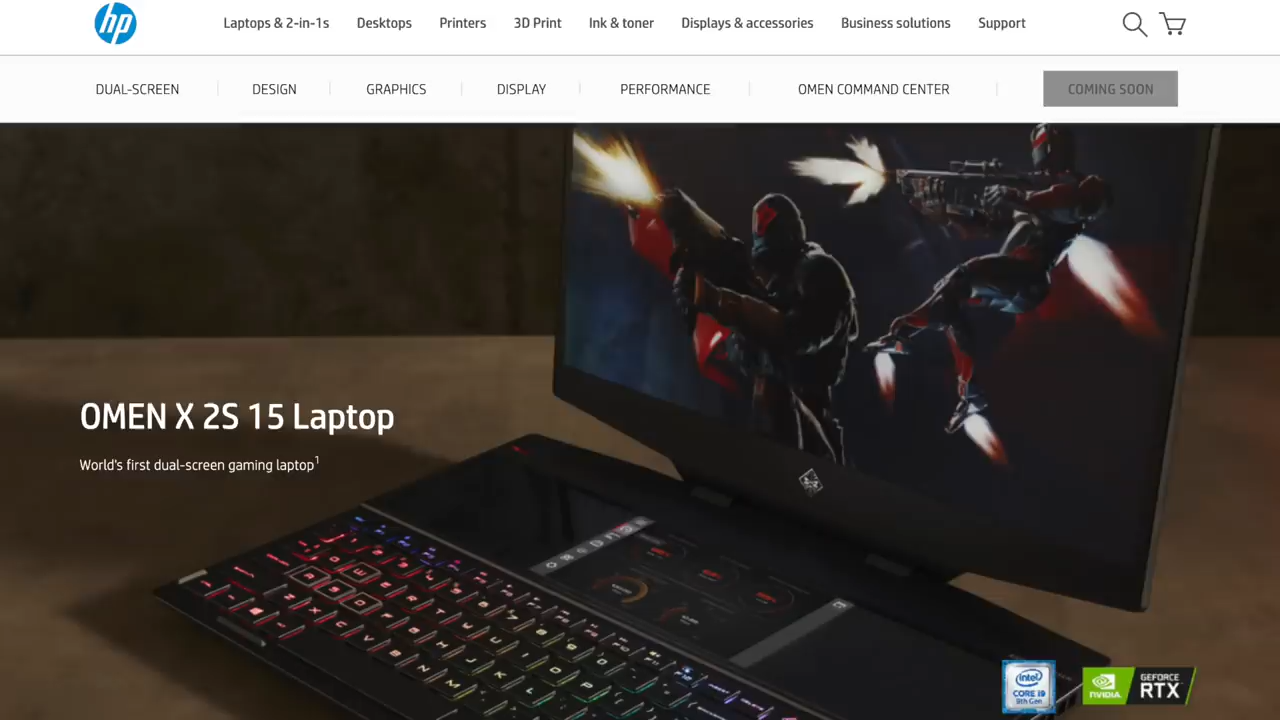 hp
Laptops & 2-in-1s
Desktops
Printers
3D Print
Ink & toner
Displays & accessories
Business solutions
Support
DUAL-SCREEN
DESIGN
GRAPHICS
DISPLAY
PERFORMANCE
OMEN COMMAND CENTER
COMING SOON
OMEN X 2S 15 Laptop
World's first dual-screen gaming laptop1
intel
CORE i9
9th Gen
NVIDIA
GEFORCE
RTX